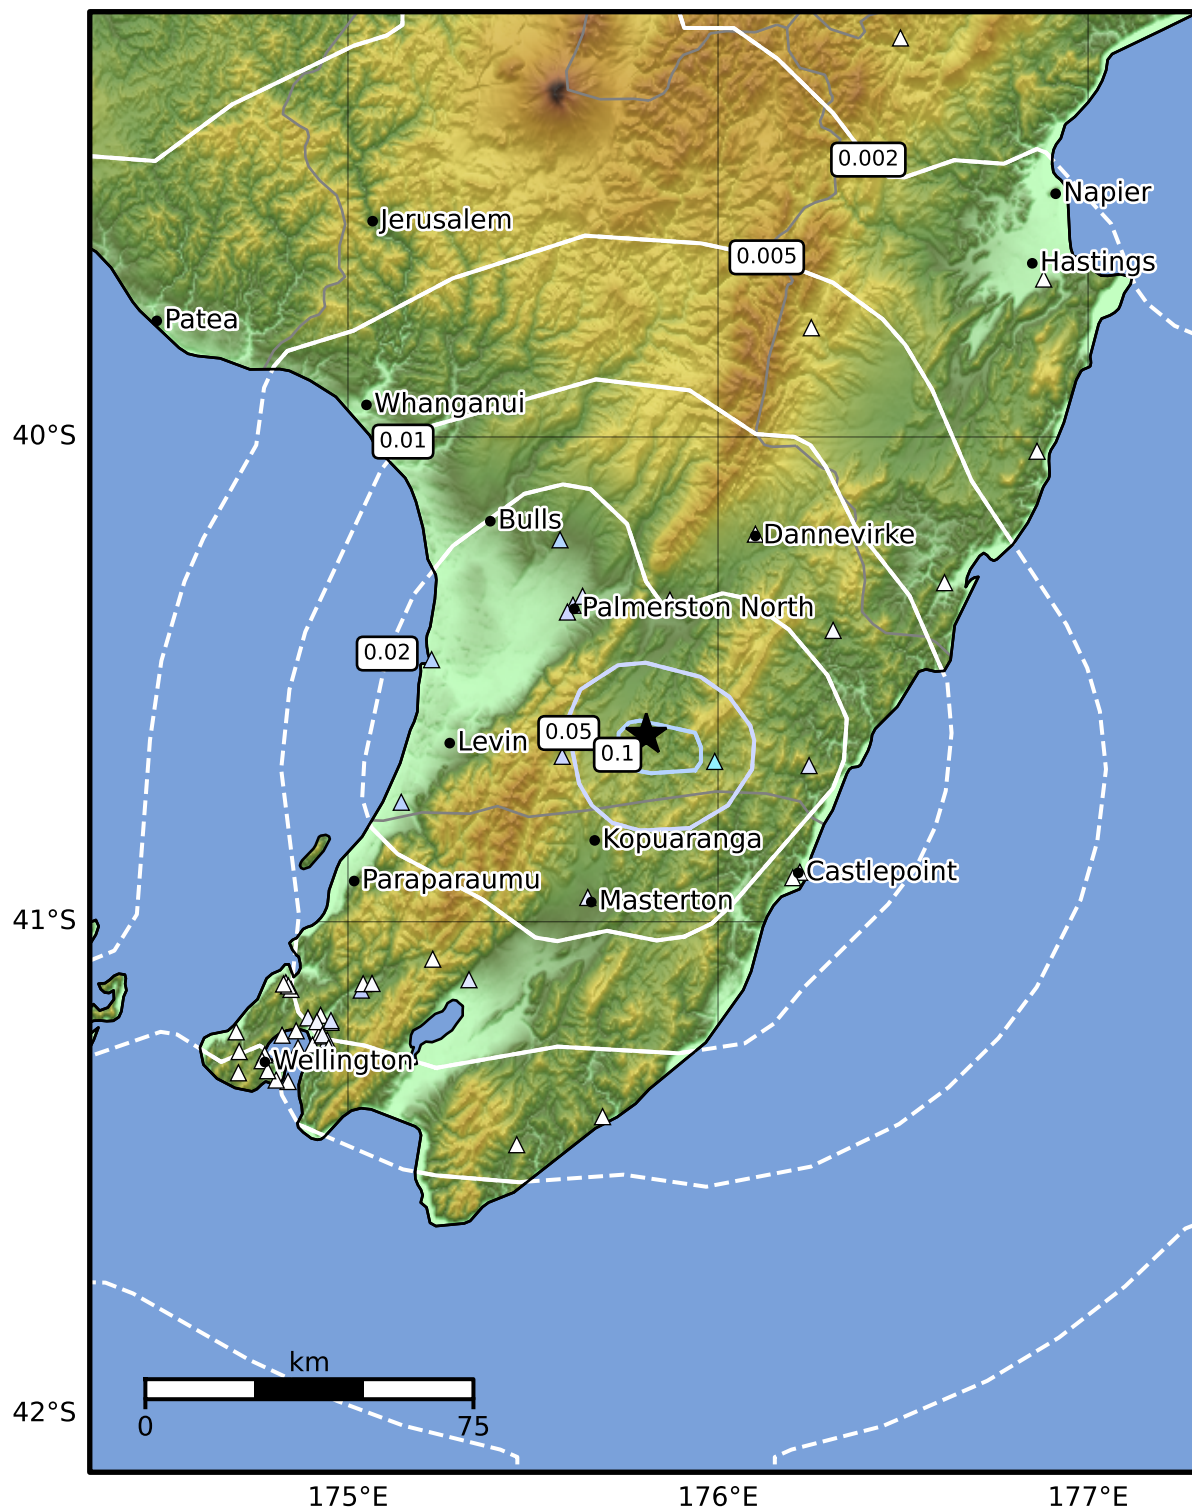 0.002
Napier
Jerusalem
0.005
Hastings
Patea
Whanganui
40°S
0.01
Bulls
Dannevirke
Palmerston North
0.02
0.05
Levin
0.1
Kopuaranga
Castlepoint
Paraparaumu
Masterton
41°S
Wellington
km
0
75
42°S
175°E
176°E
177°E